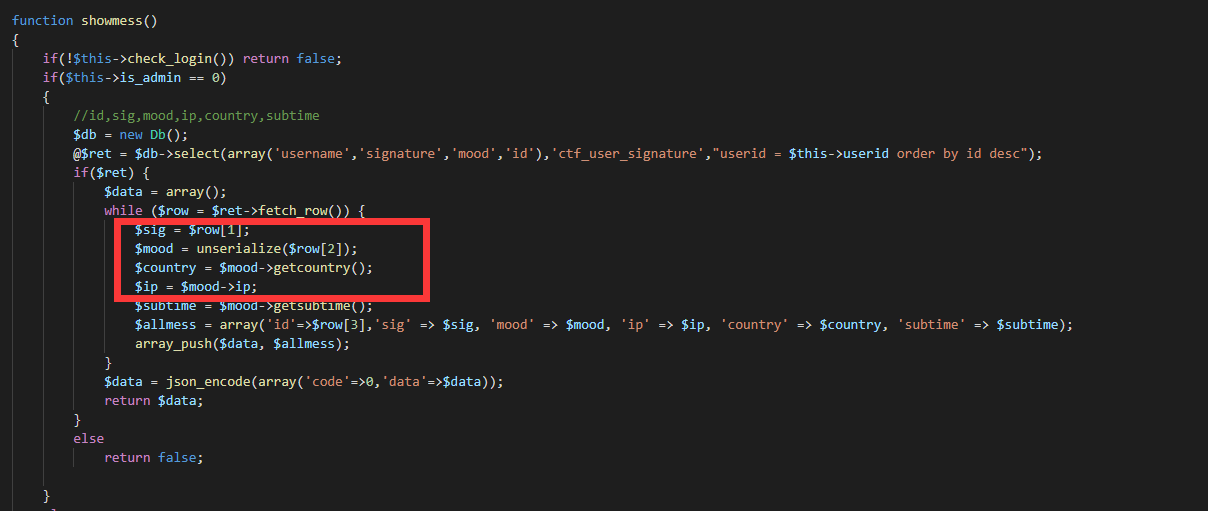 function showmess()
{
if(!$this->check_login()) return false;
if($this->is_admin == 0)
{
//id,sig,mood,ip,country,subtime
$db = new Db();
@$ret = $db->select(array('username','signature','mood','id'),'ctf_user_signature',"userid = $this->userid order by id desc");
if($ret) {
$data = array();
while ($row = $ret->fetch_row()) {
$sig = $row[1];
$mood = unserialize($row[2]);
$country = $mood->getcountry();
$ip = $mood->ip;
$subtime = $mood->getsubtime();
$allmess = array('id'=>$row[3],'sig' => $sig, 'mood' => $mood, 'ip' => $ip, 'country' => $country, 'subtime' => $subtime);
array_push($data, $allmess);
}
$data = json_encode(array('code'=>0,'data'=>$data));
return $data;
}
else
return false;
}